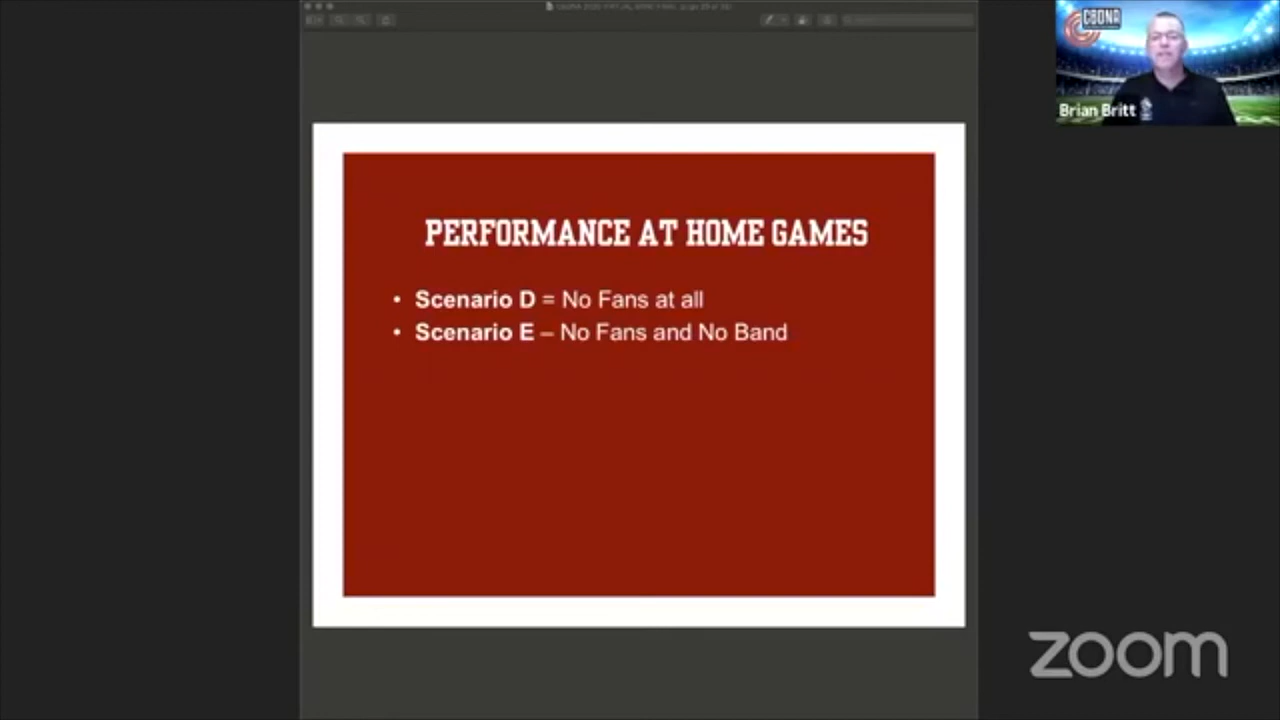 CBDNA
Brian Britt
PERFORMANCE AT HOME GAMES
• Scenario D = No Fans at all
• Scenario E – No Fans and No Band
zoom